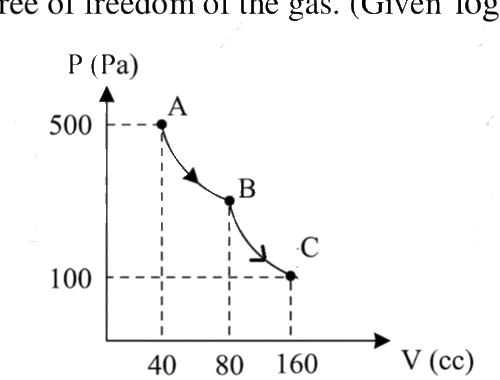 ree of freedom of the gas. (Given log
P (Pa)
A
500
B
C
100
40 80 160
V (cc)